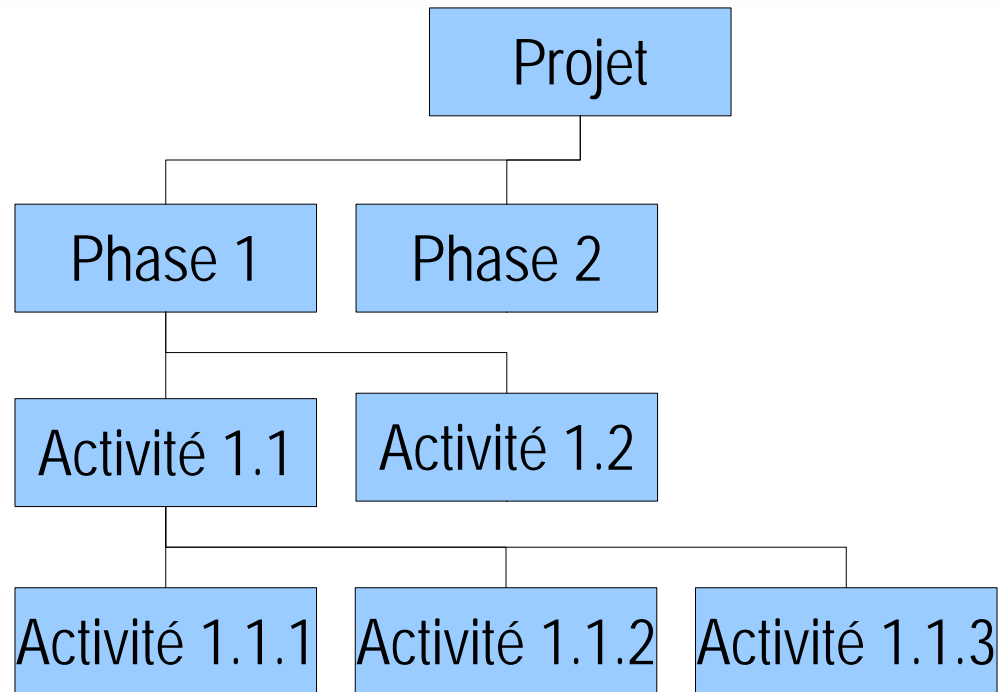 Projet
Phase 1
Phase 2
Activité 1.1
Activité 1.2
Activité 1.1.1
Activité 1.1.2
Activité 1.1.3